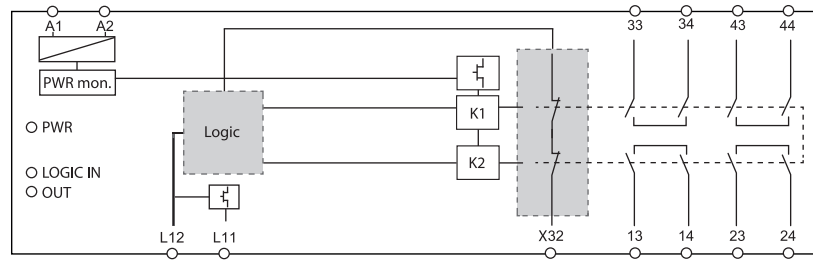 A1 A2 33 34 43 44
PWR mon.
K1
Logic
PWR
K2
LOGIC IN
OUT
L12 L11 X32 13 14 23 24